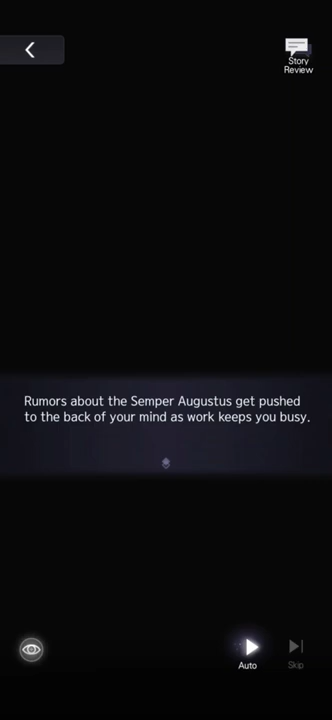 Story
Review
Rumors about the Semper Augustus get pushed
to the back of your mind as work keeps you busy.
Auto
Skip